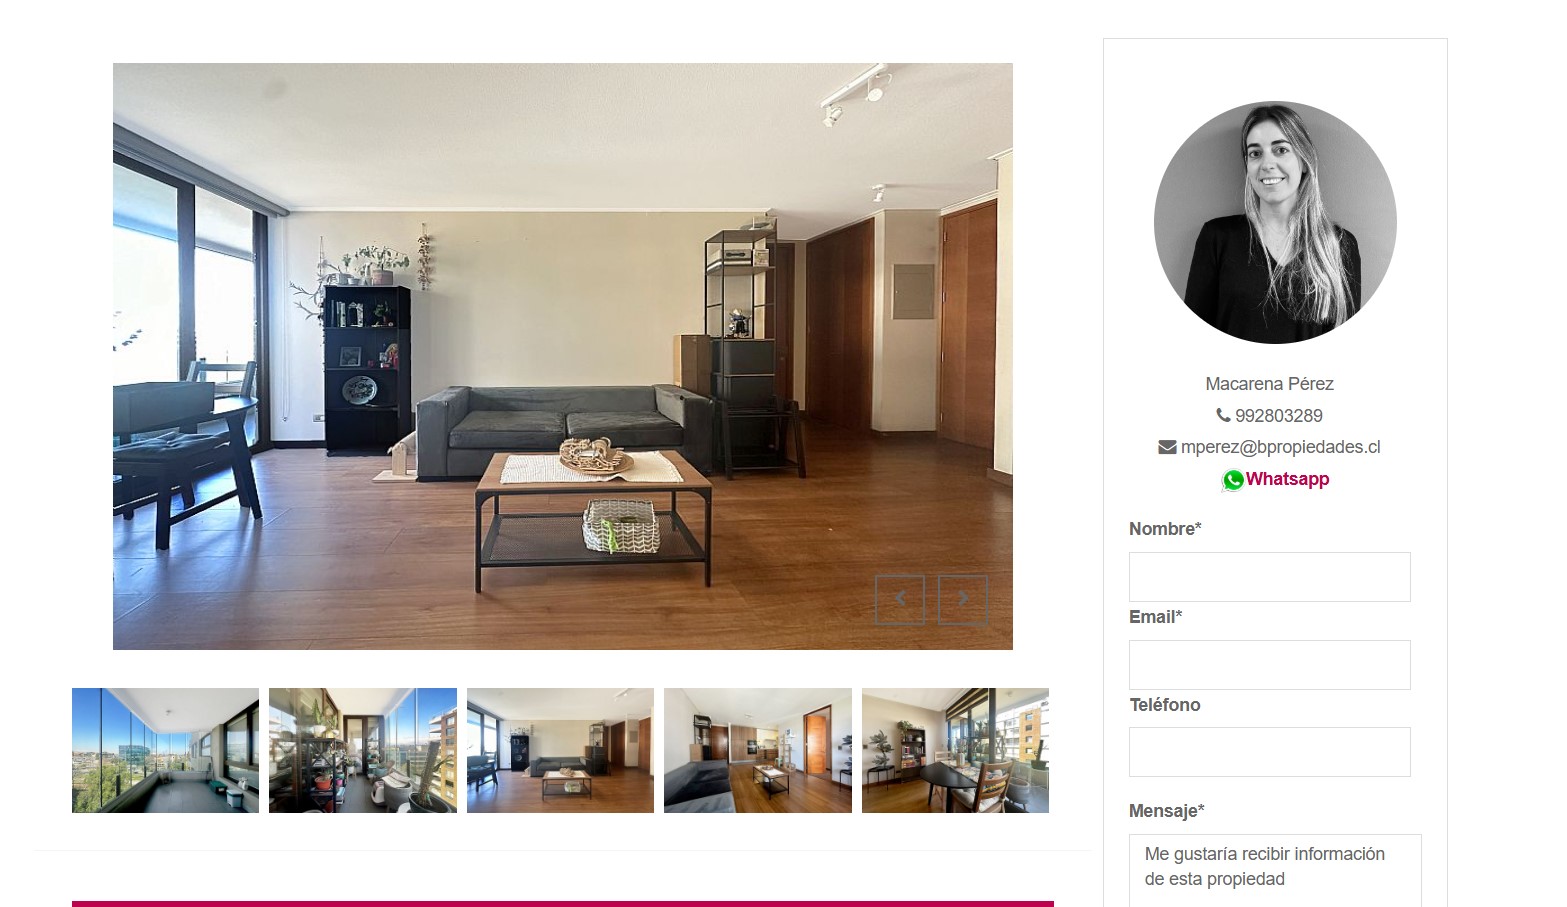 Macarena Pérez
992803289
mperez@bpropiedades.cl
Whatsapp
Nombre*
Email*
Teléfono
Mensaje*
Me gustaría recibir información
de esta propiedad